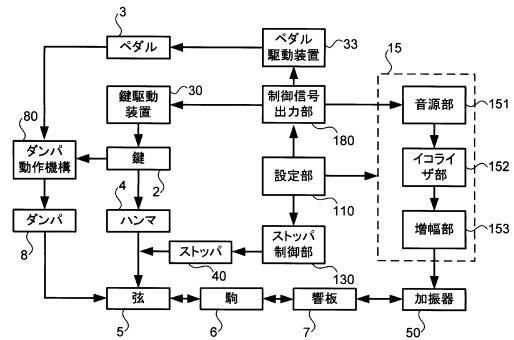 3
ペダル
ペダル
駆動装置
33
15
30
鍵駆動
装置
制御信号
出力部
180
音源部
151
80
ダンパ
動作機構
鍵
2
設定部
110
イコライ
ザ部
152
4
ハンマ
ダンパ
8
ストッパ
40
ストッパ
制御部
130
増幅部
153
弦
5
駒
6
響板
7
加振器
50